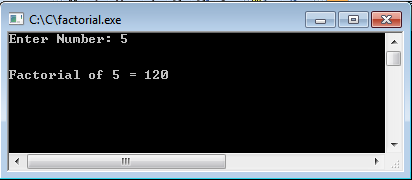 C:\C\factorial.exe
Enter Number: 5
Factorial of 5 = 120